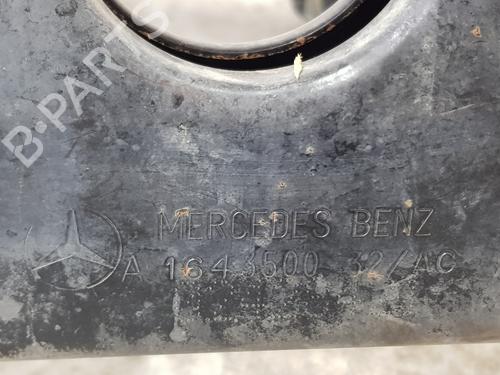 B-PARTS
MERCEDES BENZ
A 1643500 32/AC